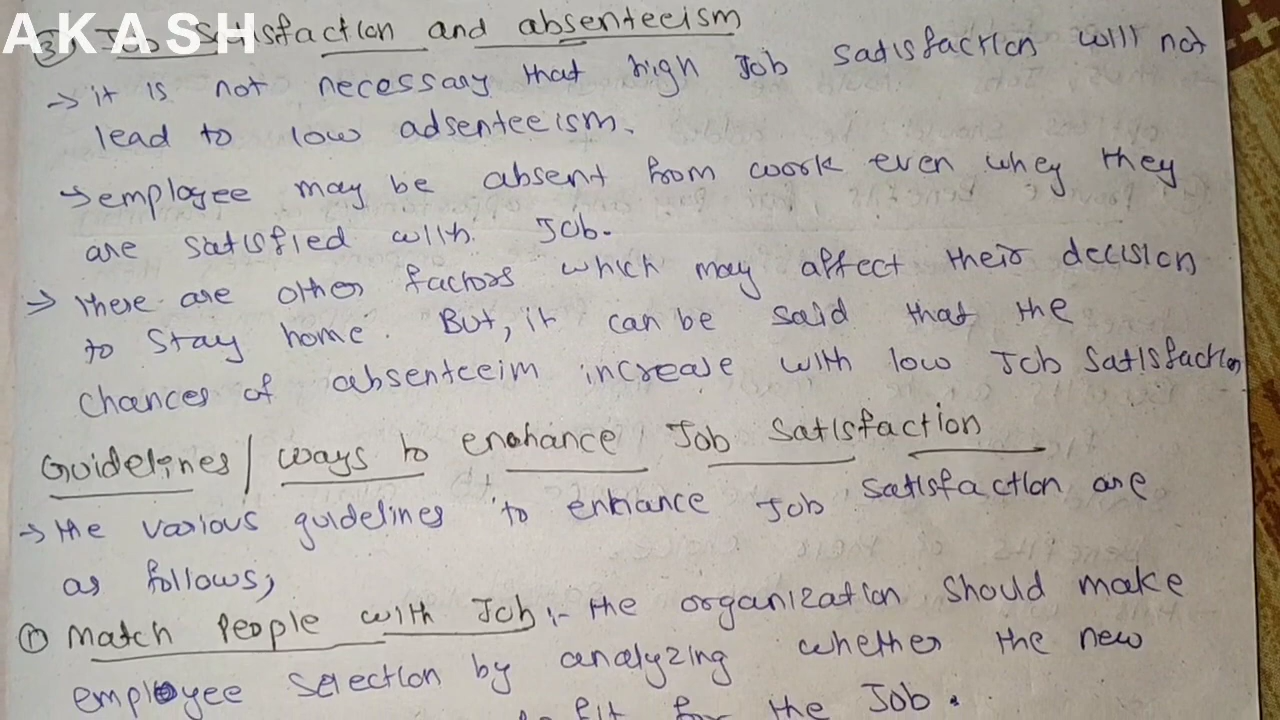 AKASH
③ Job satisfaction and absenteeism
→ it is not necessary that high Job satisfaction will not
lead to low adsenteeism.
→ employee may be absent from work even whey they
are satisfied with Job.
→ there are other factors which may affect their decision
to stay home. But, it can be said that the
chances of absenteeim increase with low Job satisfaction
Guidelines / ways to enahance Job satisfaction
→ the various guidelines to enhance Job satisfaction are
as follows;
① match people with Job :- the organization should make
employee selection by analyzing whether the new
fit for the Job.